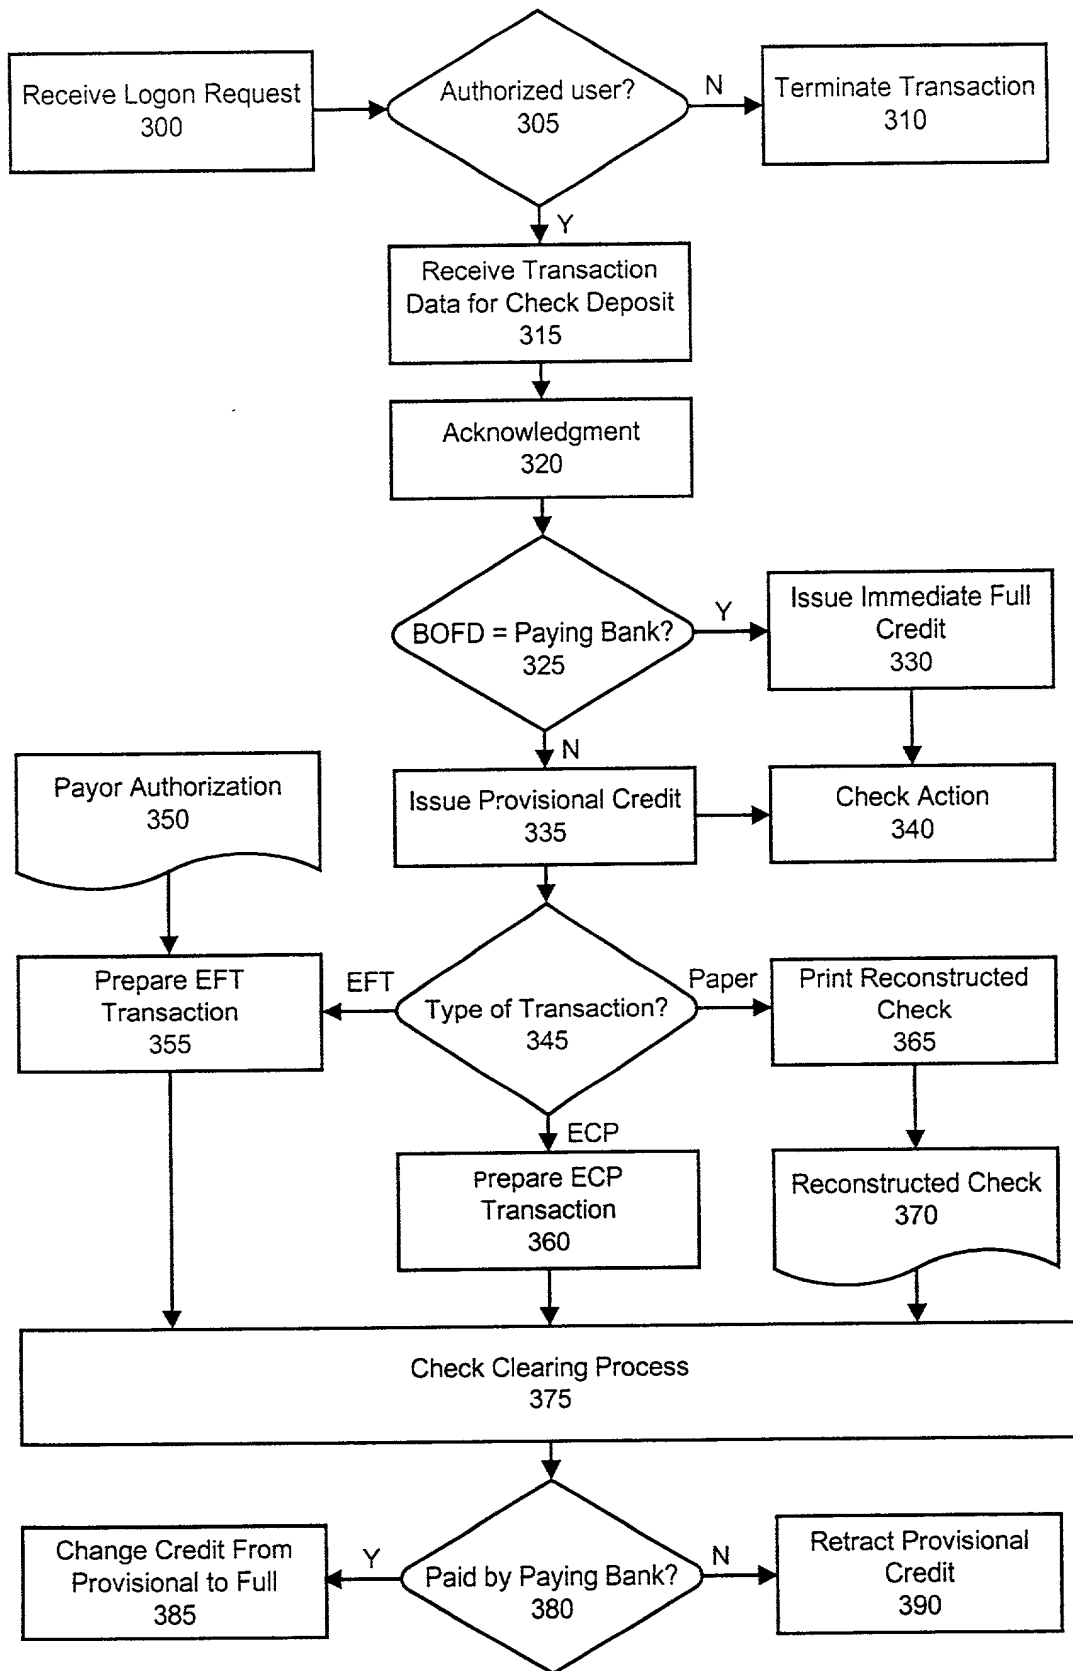 Receive Logon Request
300
Authorized user?
305
N
Terminate Transaction
310
Y
Receive Transaction
Data for Check Deposit
315
Acknowledgment
320
BOFD = Paying Bank?
325
Y
Issue Immediate Full
Credit
330
N
Payor Authorization
350
Issue Provisional Credit
335
Check Action
340
Prepare EFT
Transaction
355
EFT
Type of Transaction?
345
Paper
Print Reconstructed
Check
365
ECP
Prepare ECP
Transaction
360
Reconstructed Check
370
Check Clearing Process
375
Change Credit From
Provisional to Full
385
Y
Paid by Paying Bank?
380
N
Retract Provisional
Credit
390